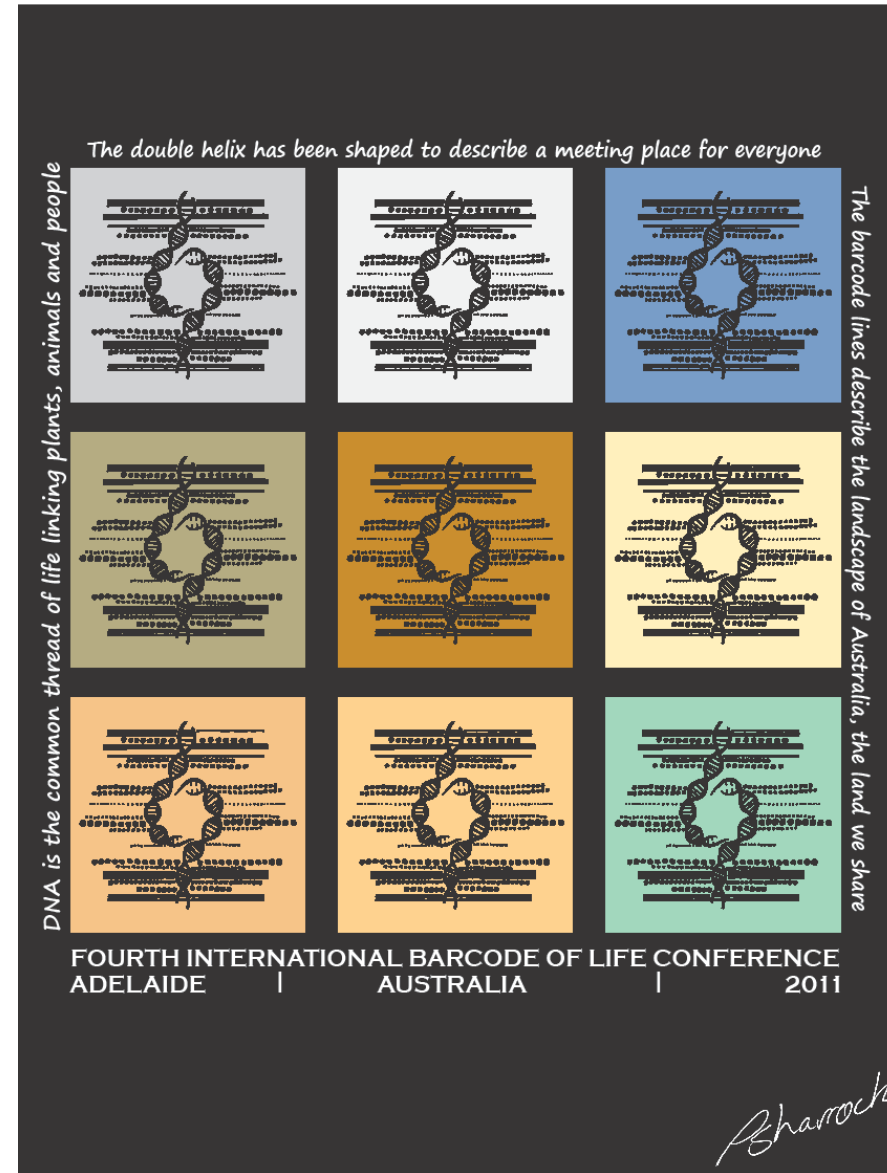 The double helix has been shaped to describe a meeting place for everyone
DNA is the common thread of life linking plants, animals and people
The barcode lines describe the landscape of Australia, the land we share
FOURTH INTERNATIONAL BARCODE OF LIFE CONFERENCE
ADELAIDE | AUSTRALIA | 2011